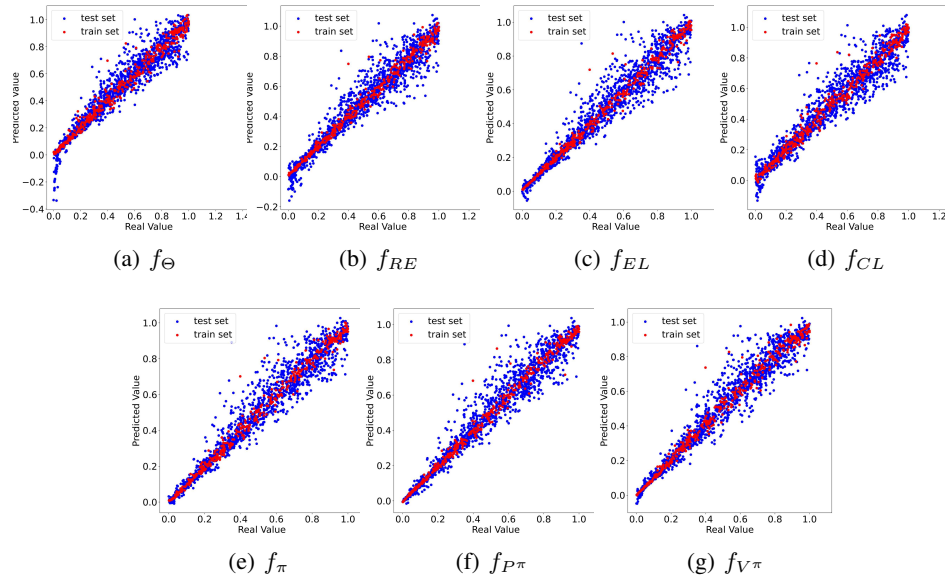 test set
train set
Predicted Value
1.0
0.8
0.6
0.4
0.2
0.0
−0.2
−0.4
0.0 0.2 0.4 0.6 0.8 1.0 1.2
Real Value
(a) f_Θ
test set
train set
Predicted Value
1.0
0.8
0.6
0.4
0.2
0.0
−0.2
0.0 0.2 0.4 0.6 0.8 1.0 1.2
Real Value
(b) f_{RE}
test set
train set
Predicted Value
1.0
0.8
0.6
0.4
0.2
0.0
0.0 0.2 0.4 0.6 0.8 1.0
Real Value
(c) f_{EL}
test set
train set
Predicted Value
1.0
0.8
0.6
0.4
0.2
0.0
0.0 0.2 0.4 0.6 0.8 1.0 1.2
Real Value
(d) f_{CL}
test set
train set
Predicted Value
1.0
0.8
0.6
0.4
0.2
0.0
0.0 0.2 0.4 0.6 0.8 1.0
Real Value
(e) f_π
test set
train set
Predicted Value
1.0
0.8
0.6
0.4
0.2
0.0
0.0 0.2 0.4 0.6 0.8 1.0
Real Value
(f) f_{P^π}
test set
train set
Predicted Value
1.0
0.8
0.6
0.4
0.2
0.0
0.0 0.2 0.4 0.6 0.8 1.0
Real Value
(g) f_{V^π}